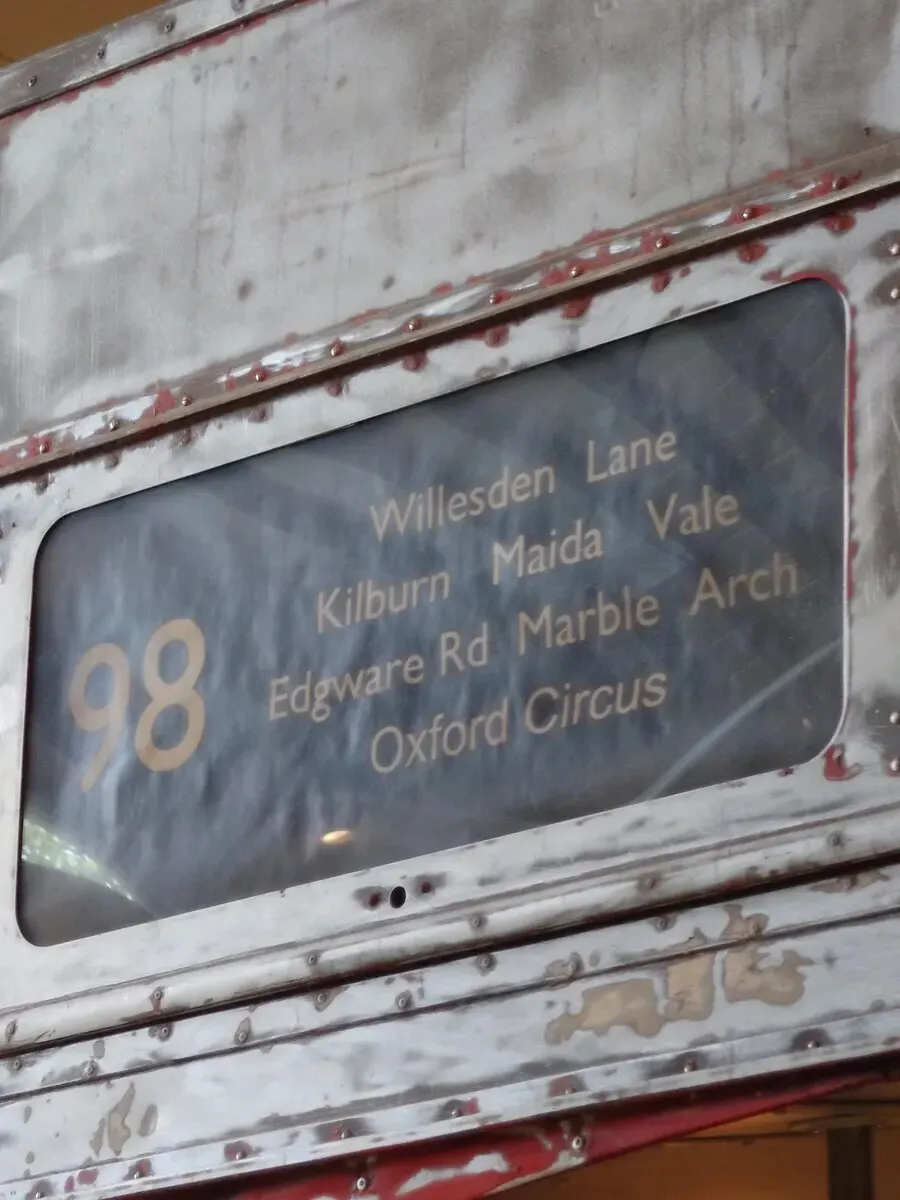 98
Willesden Lane
Kilburn Maida Vale
Edgware Rd Marble Arch
Oxford Circus